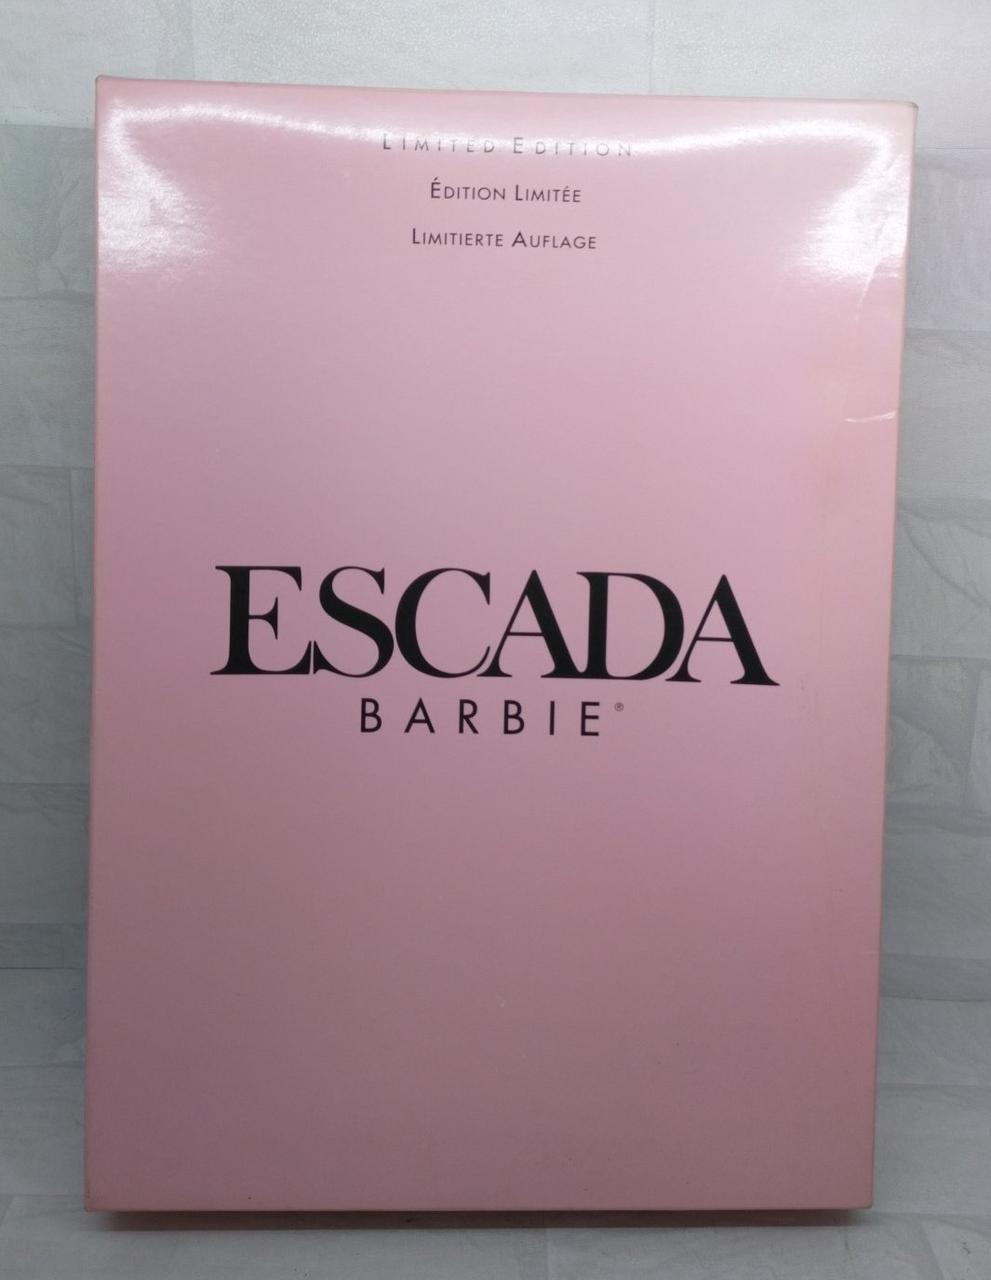 LIMITED EDITION
ÉDITION LIMITÉE
LIMITIERTE AUFLAGE
ESCADA
BARBIE®